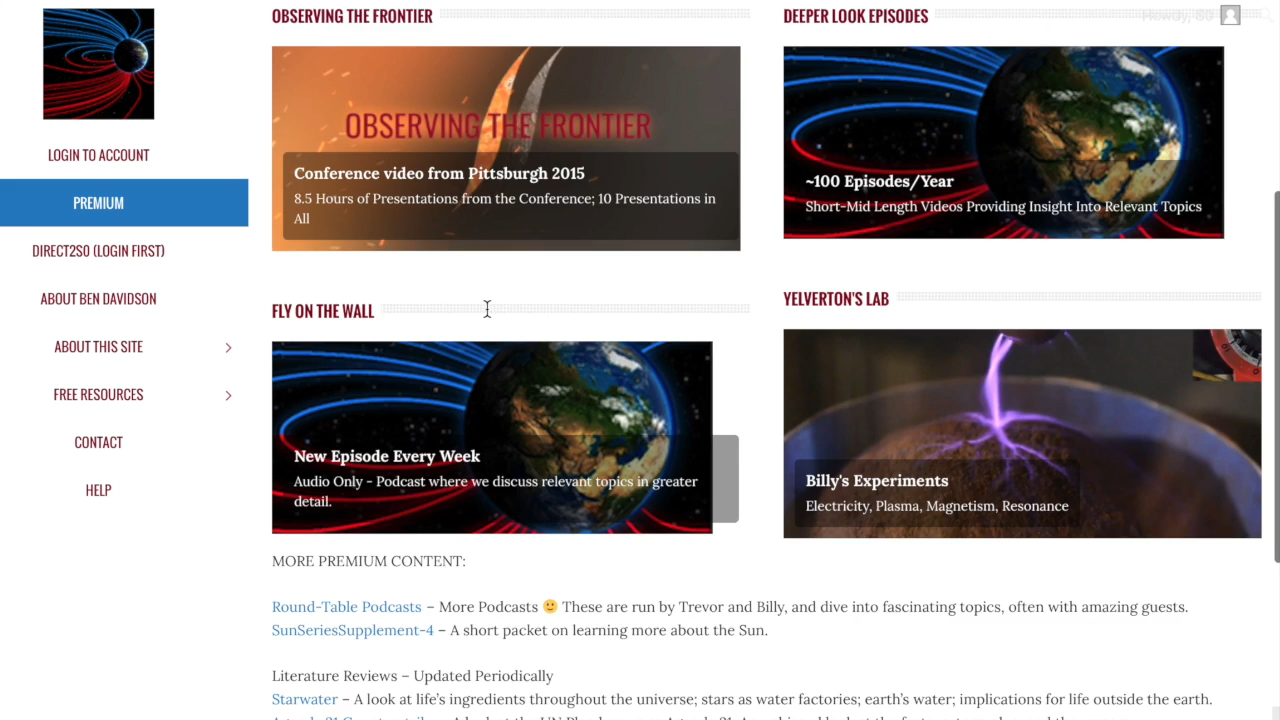 OBSERVING THE FRONTIER
DEEPER LOOK EPISODES
LOGIN TO ACCOUNT
PREMIUM
DIRECT2S0 (LOGIN FIRST)
ABOUT BEN DAVIDSON
ABOUT THIS SITE
FREE RESOURCES
CONTACT
HELP
OBSERVING THE FRONTIER
Conference video from Pittsburgh 2015
8.5 Hours of Presentations from the Conference; 10 Presentations in
All
~100 Episodes/Year
Short-Mid Length Videos Providing Insight Into Relevant Topics
FLY ON THE WALL
YELVERTON'S LAB
New Episode Every Week
Audio Only - Podcast where we discuss relevant topics in greater
detail.
Billy's Experiments
Electricity, Plasma, Magnetism, Resonance
MORE PREMIUM CONTENT:
Round-Table Podcasts – More Podcasts 🙂 These are run by Trevor and Billy, and dive into fascinating topics, often with amazing guests.
SunSeriesSupplement-4 – A short packet on learning more about the Sun.
Literature Reviews – Updated Periodically
Starwater – A look at life's ingredients throughout the universe; stars as water factories; earth's water; implications for life outside the earth.